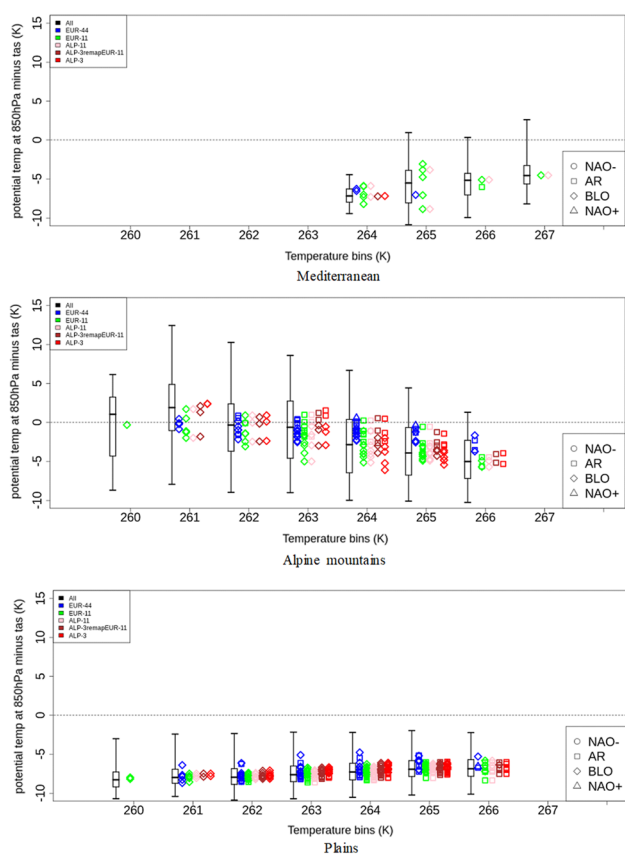 potential temp at 850hPa minus tas (K)
15
10
5
0
-5
-10
All
EUR-44
EUR-11
ALP-11
ALP-3remapEUR-11
ALP-3
NAO-
AR
BLO
NAO+
260 261 262 263 264 265 266 267
Temperature bins (K)
Mediterranean
potential temp at 850hPa minus tas (K)
15
10
5
0
-5
-10
All
EUR-44
EUR-11
ALP-11
ALP-3remapEUR-11
ALP-3
NAO-
AR
BLO
NAO+
260 261 262 263 264 265 266 267
Temperature bins (K)
Alpine mountains
potential temp at 850hPa minus tas (K)
15
10
5
0
-5
-10
All
EUR-44
EUR-11
ALP-11
ALP-3remapEUR-11
ALP-3
NAO-
AR
BLO
NAO+
260 261 262 263 264 265 266 267
Temperature bins (K)
Plains